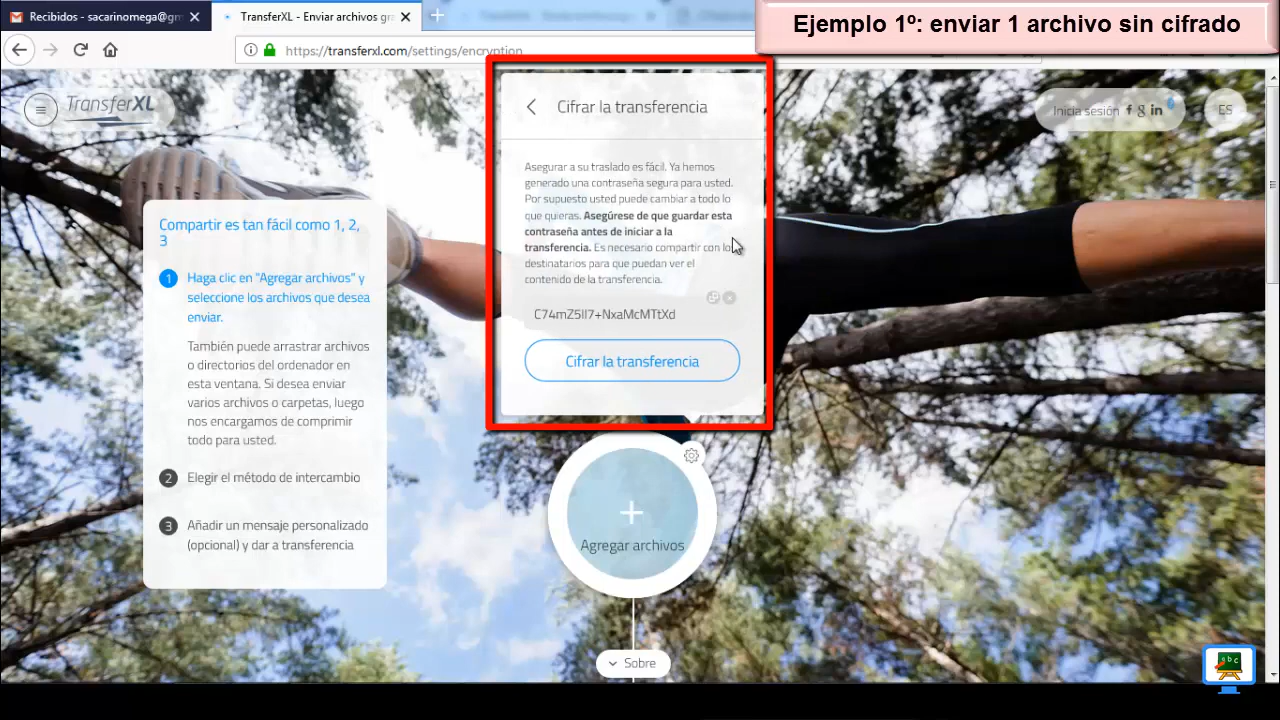 Recibidos - sacarinomega@gm
TransferXL - Enviar archivos gra
Ejemplo 1º: enviar 1 archivo sin cifrado
https://transferxl.com/settings/encryption
TransferXL
Cifrar la transferencia
Inicia sesión
ES
Asegurar a su traslado es fácil. Ya hemos
generado una contraseña segura para usted.
Por supuesto usted puede cambiar a todo lo
que quieras. Asegúrese de que guardar esta
contraseña antes de iniciar a la
transferencia. Es necesario compartir con lo
destinatarios para que puedan ver el
contenido de la transferencia.
C74mZ5II7+NxaMcMTtXd
Cifrar la transferencia
Compartir es tan fácil como 1, 2,
3
1 Haga clic en "Agregar archivos" y
seleccione los archivos que desea
enviar.
También puede arrastrar archivos
o directorios del ordenador en
esta ventana. Si desea enviar
varios archivos o carpetas, luego
nos encargamos de comprimir
todo para usted.
2 Elegir el método de intercambio
3 Añadir un mensaje personalizado
(opcional) y dar a transferencia
Agregar archivos
Sobre
abc